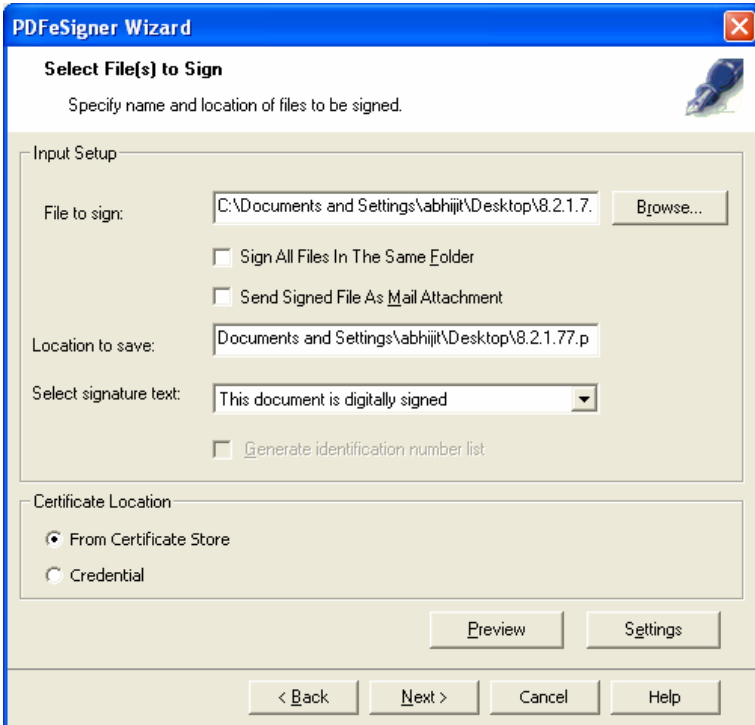 PDFeSigner Wizard
Select File(s) to Sign
Specify name and location of files to be signed.
Input Setup
File to sign:
C:\Documents and Settings\abhijit\Desktop\8.2.1.7.
Browse...
Sign All Files In The Same Folder
Send Signed File As Mail Attachment
Location to save:
Documents and Settings\abhijit\Desktop\8.2.1.77.p
Select signature text:
This document is digitally signed
Generate identification number list
Certificate Location
From Certificate Store
Credential
Preview
Settings
< Back
Next >
Cancel
Help